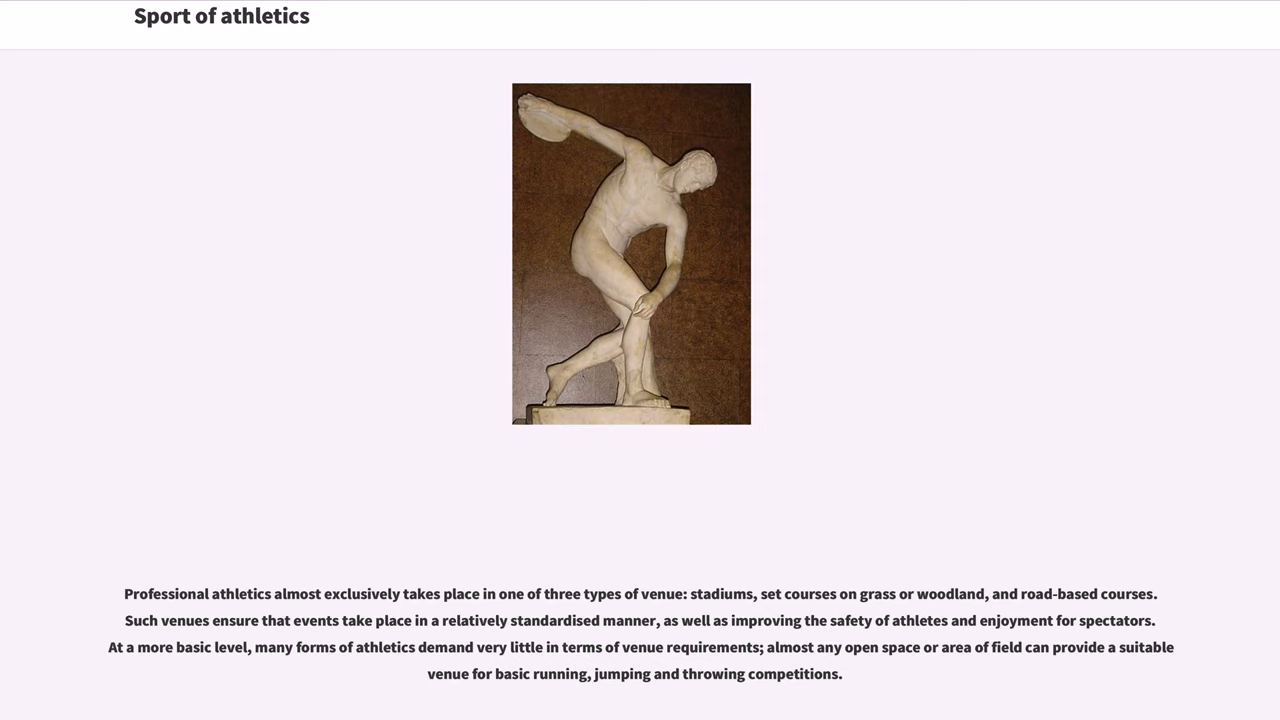 Sport of athletics
Professional athletics almost exclusively takes place in one of three types of venue: stadiums, set courses on grass or woodland, and road-based courses.
Such venues ensure that events take place in a relatively standardised manner, as well as improving the safety of athletes and enjoyment for spectators.
At a more basic level, many forms of athletics demand very little in terms of venue requirements; almost any open space or area of field can provide a suitable
venue for basic running, jumping and throwing competitions.